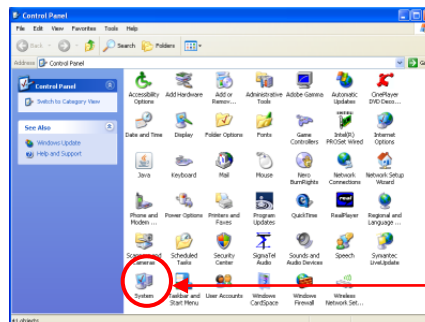 Control Panel
File Edit View Favorites Tools Help
Back Search Folders
Address Control Panel
Control Panel
Switch to Category View
See Also
Windows Update
Help and Support
Accessibility Options
Add Hardware
Add or Remov...
Administrative Tools
Adobe Gamma
Automatic Updates
CinePlayer DVD Deco...
Date and Time
Display
Folder Options
Fonts
Game Controllers
Intel(R) PROSet Wired
Internet Options
Java
Keyboard
Mail
Mouse
Nero BurnRights
Network Connections
Network Setup Wizard
Phone and Modem ...
Power Options
Printers and Faxes
Program Updates
QuickTime
RealPlayer
Regional and Language ...
Scanners and Cameras
Scheduled Tasks
Security Center
SigmaTel Audio
Sounds and Audio Devices
Speech
Symantec LiveUpdate
System
Taskbar and Start Menu
User Accounts
Windows CardSpace
Windows Firewall
Wireless Network Set...
41 objects